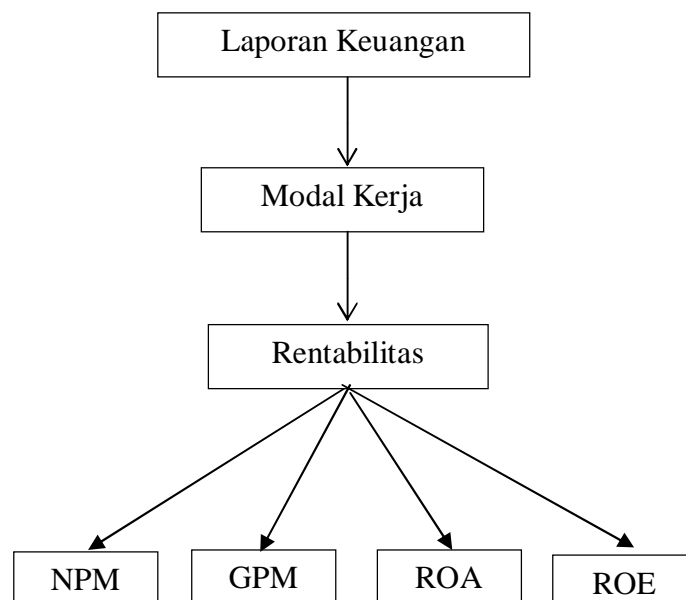 Laporan Keuangan
Modal Kerja
Rentabilitas
NPM
GPM
ROA
ROE